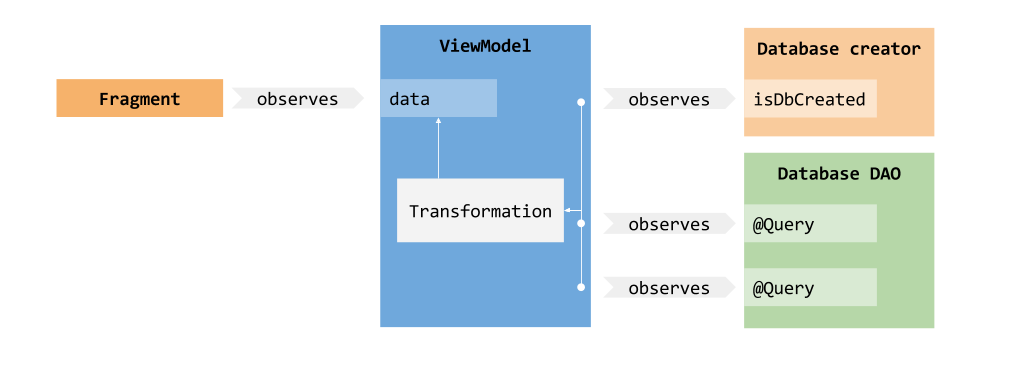 ViewModel
Database creator
Fragment
observes
data
observes
isDbCreated
Database DAO
Transformation
observes
@Query
observes
@Query